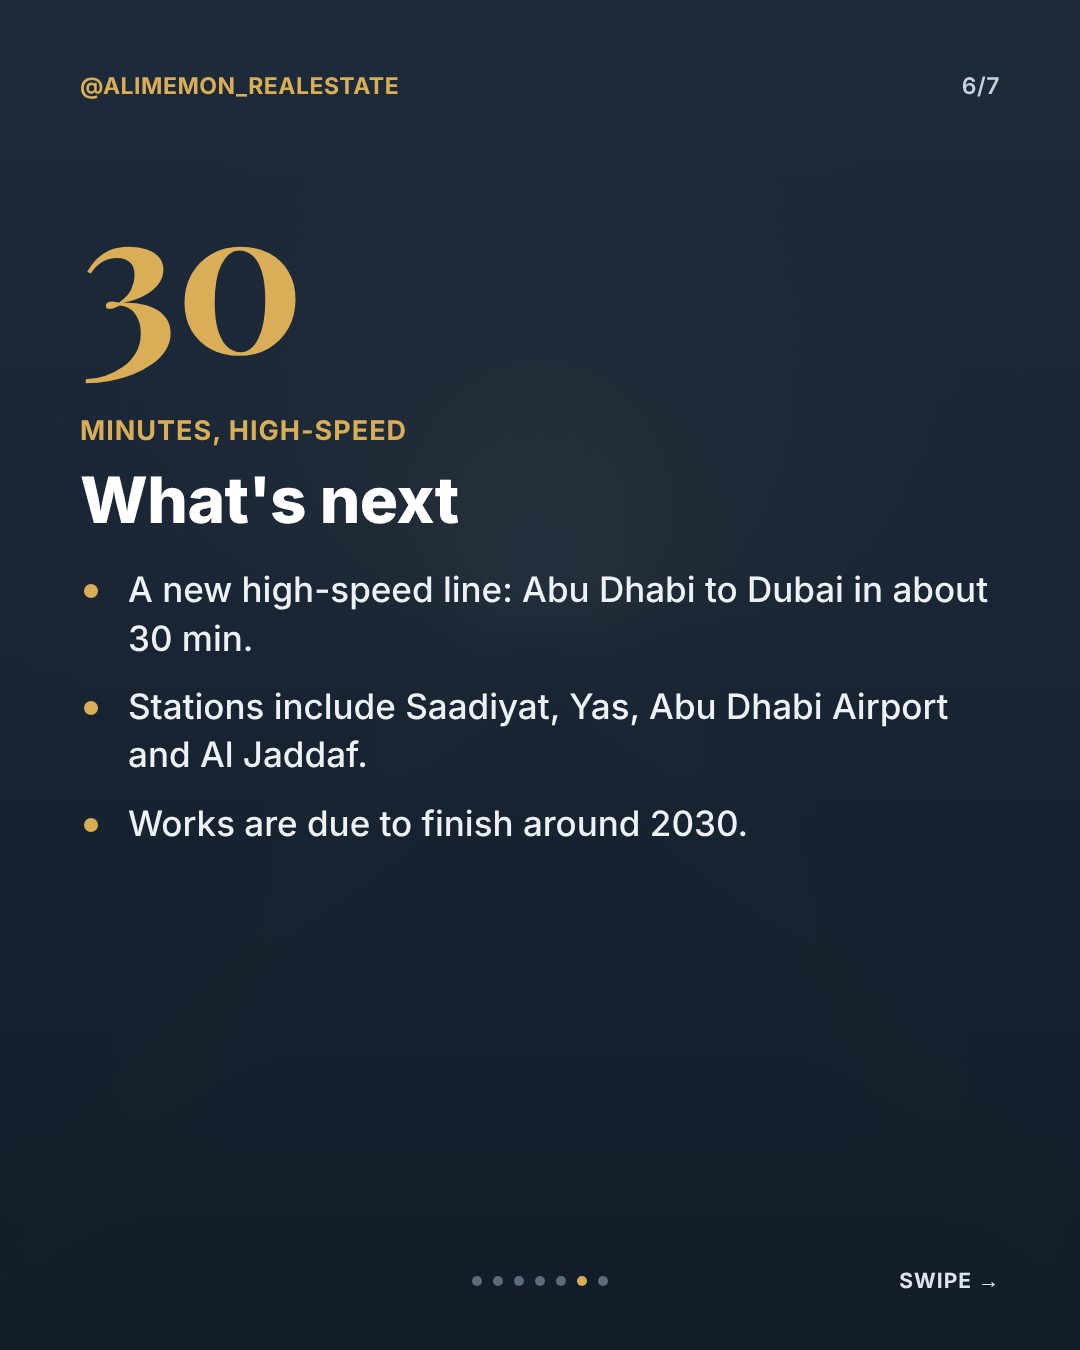 @ALIMEMON_REALESTATE
6/7
30
MINUTES, HIGH-SPEED
What's next
• A new high-speed line: Abu Dhabi to Dubai in about
30 min.
• Stations include Saadiyat, Yas, Abu Dhabi Airport
and Al Jaddaf.
• Works are due to finish around 2030.
SWIPE →